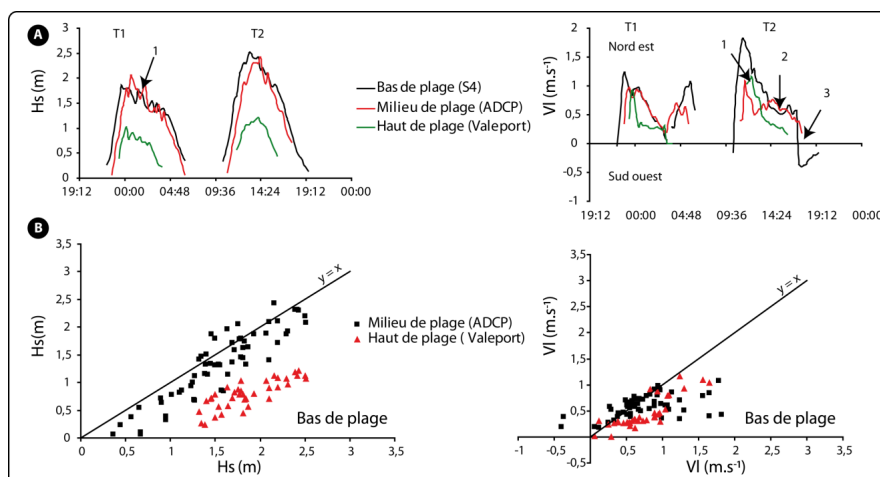 A
T1
T2
3
2,5
2
1,5
1
0,5
0
Hs (m)
1
19:12 00:00 04:48 09:36 14:24 19:12 00:00
Bas de plage (S4)
Milieu de plage (ADCP)
Haut de plage (Valeport)
T1
T2
2
1,5
1
0,5
0
-0,5
-1
Vl (m.s-1)
Nord est
Sud ouest
1
2
3
19:12 00:00 04:48 09:36 14:24 19:12 00:00
B
3,5
3
2,5
2
1,5
1
0,5
0
Hs(m)
y = x
Bas de plage
0 0,5 1 1,5 2 2,5 3 3,5
Hs (m)
Milieu de plage (ADCP)
Haut de plage ( Valeport)
3,5
3
2,5
2
1,5
1
0,5
0
-0,5
Vl (m.s-1)
y = x
Bas de plage
-1 0 0,5 1 1,5 2 2,5 3 3,5
Vl (m.s-1)